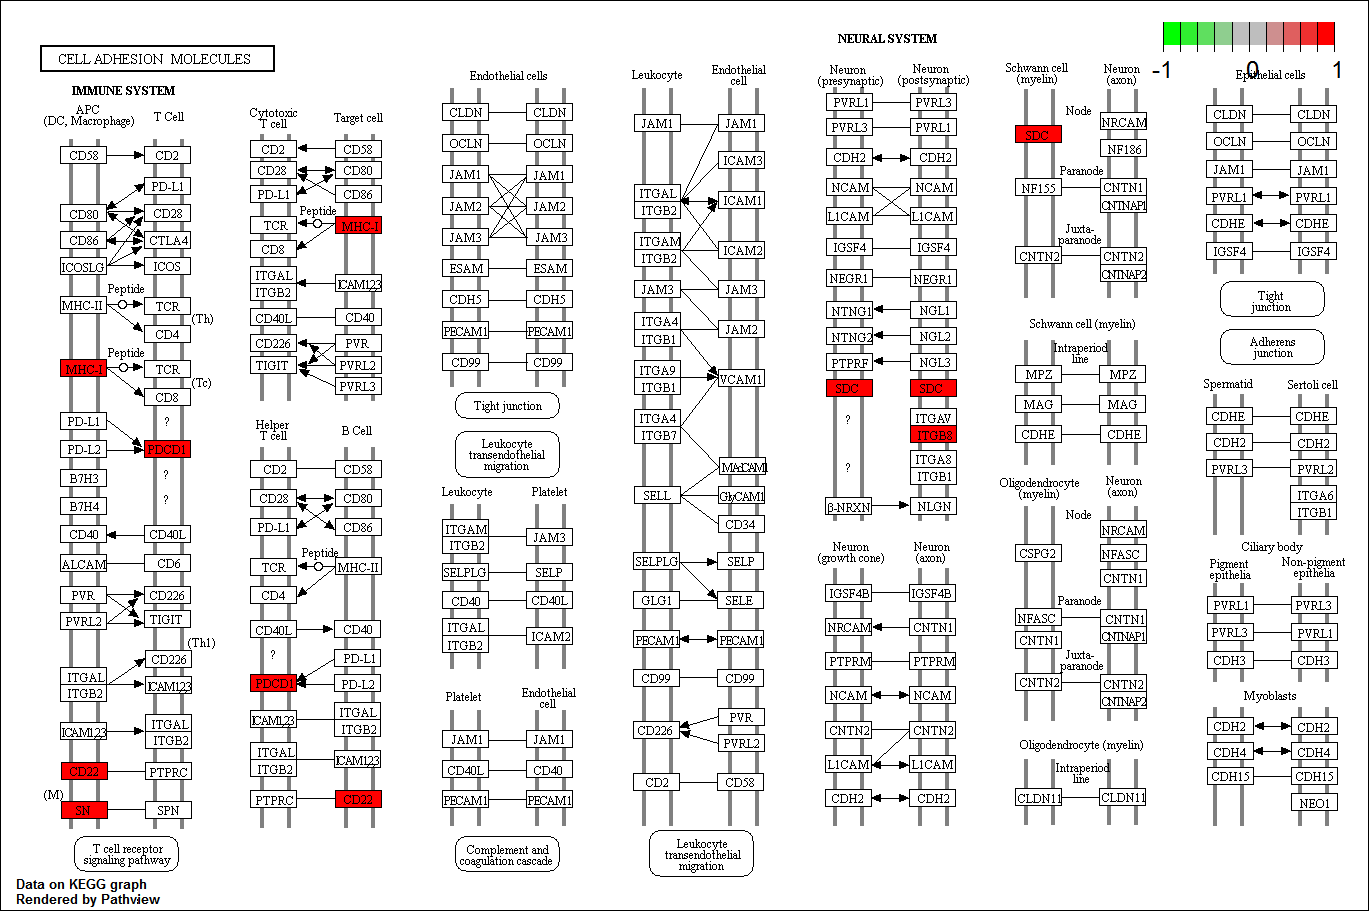 CELL ADHESION MOLECULES
IMMUNE SYSTEM
APC
(DC, Macrophage)
T Cell
CD58
CD2
PD-L1
CD80
CD28
CD86
CTLA4
ICOSLG
ICOS
Peptide
MHC-II
TCR
(Th)
CD4
Peptide
MHC-I
TCR
(Tc)
CD8
PD-L1
?
PD-L2
PDCD1
B7H3
?
B7H4
?
CD40
CD40L
ALCAM
CD6
PVR
CD226
PVRL2
TIGIT
(Th1)
CD226
ITGAL
ITGB2
ICAM123
ICAM123
ITGAL
ITGB2
CD22
PTPRC
(M)
SN
SPN
T cell receptor
signaling pathway
Data on KEGG graph
Rendered by Pathview
Cytotoxic
T cell
Target cell
CD2
CD58
CD28
CD80
PD-L1
CD86
Peptide
TCR
MHC-I
CD8
ITGAL
ITGB2
ICAM123
CD40L
CD40
CD226
PVR
TIGIT
PVRL2
PVRL3
Helper
T cell
B Cell
CD2
CD58
CD28
CD80
PD-L1
CD86
Peptide
TCR
MHC-II
CD4
CD40L
CD40
?
PD-L1
PDCD1
PD-L2
ICAM123
ITGAL
ITGB2
ITGAL
ITGB2
ICAM123
PTPRC
CD22
Endothelial cells
CLDN
CLDN
OCLN
OCLN
JAM1
JAM1
JAM2
JAM2
JAM3
JAM3
ESAM
ESAM
CDH5
CDH5
PECAM1
PECAM1
CD99
CD99
Tight junction
Leukocyte
transendothelial
migration
Leukocyte
Platelet
ITGAM
ITGB2
JAM3
SELPLG
SELP
CD40
CD40L
ITGAL
ITGB2
ICAM2
Platelet
Endothelial
cell
JAM1
JAM1
CD40L
CD40
PECAM1
PECAM1
Complement and
coagulation cascade
Leukocyte
Endothelial
cell
JAM1
JAM1
ICAM3
ITGAL
ITGB2
ICAM1
ITGAM
ITGB2
ICAM2
JAM3
JAM3
ITGA4
ITGB1
JAM2
ITGA9
ITGB1
VCAM1
ITGA4
ITGB7
MAdCAM1
SELL
GlyCAM1
CD34
SELPLG
SELP
GLG1
SELE
PECAM1
PECAM1
CD99
CD99
CD226
PVR
PVRL2
CD2
CD58
Leukocyte
transendothelial
migration
NEURAL SYSTEM
Neuron
(presynaptic)
Neuron
(postsynaptic)
PVRL1
PVRL3
PVRL3
PVRL1
CDH2
CDH2
NCAM
NCAM
L1CAM
L1CAM
IGSF4
IGSF4
NEGR1
NEGR1
NTNG1
NGL1
NTNG2
NGL2
PTPRF
NGL3
SDC
SDC
?
ITGAV
ITGB8
?
ITGA8
ITGB1
β-NRXN
NLGN
Neuron
(growth cone)
Neuron
(axon)
IGSF4B
IGSF4B
NRCAM
CNTN1
PTPRM
PTPRM
NCAM
NCAM
CNTN2
CNTN2
L1CAM
L1CAM
CDH2
CDH2
Schwann cell
(myelin)
Neuron
(axon)
Node
SDC
NRCAM
NF186
Paranode
NF155
CNTN1
CNTNAP1
Juxta-
paranode
CNTN2
CNTN2
CNTNAP2
Schwann cell (myelin)
Intraperiod
line
MPZ
MPZ
MAG
MAG
CDHE
CDHE
Oligodendrocyte
(myelin)
Neuron
(axon)
Node
NRCAM
CSPG2
NFASC
CNTN1
Paranode
NFASC
CNTN1
CNTN1
CNTNAP1
Juxta-
paranode
CNTN2
CNTN2
CNTNAP2
Oligodendrocyte (myelin)
Intraperiod
line
CLDN11
CLDN11
-1
0
1
Epithelial cells
CLDN
CLDN
OCLN
OCLN
JAM1
JAM1
PVRL1
PVRL1
CDHE
CDHE
IGSF4
IGSF4
Tight
junction
Adherens
junction
Spermatid
Sertoli cell
CDHE
CDHE
CDH2
CDH2
PVRL3
PVRL2
ITGA6
ITGB1
Ciliary body
Pigment
epithelia
Non-pigment
epithelia
PVRL1
PVRL3
PVRL3
PVRL1
CDH3
CDH3
Myoblasts
CDH2
CDH2
CDH4
CDH4
CDH15
CDH15
NEO1